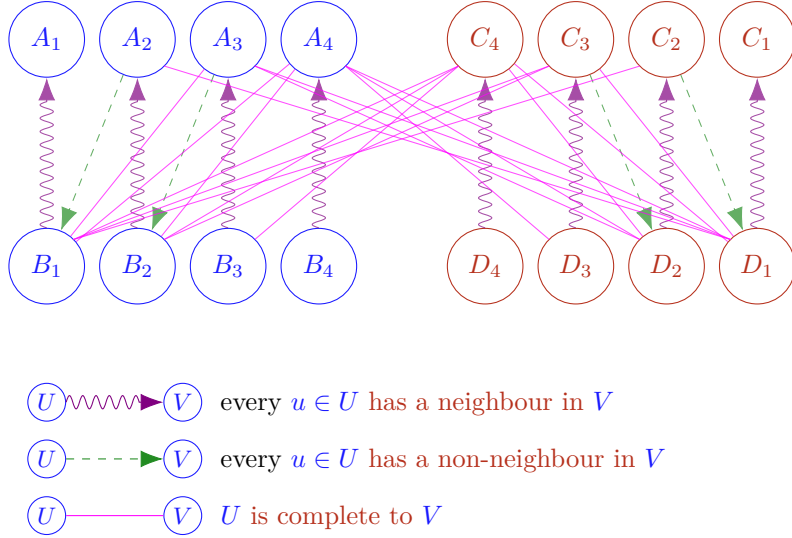 A₁ A₂ A₃ A₄ C₄ C₃ C₂ C₁
B₁ B₂ B₃ B₄ D₄ D₃ D₂ D₁
U V every u ∈ U has a neighbour in V
U V every u ∈ U has a non-neighbour in V
U V U is complete to V